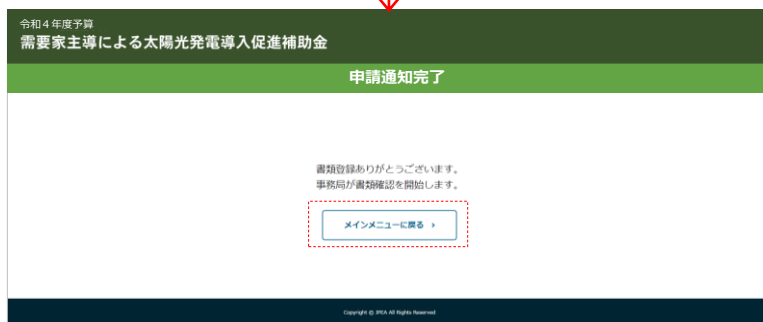 令和４年度予算
需要家主導による太陽光発電導入促進補助金
申請通知完了
書類登録ありがとうございます。
事務局が書類確認を開始します。
メインメニューに戻る ›
Copyright © JPEA All Rights Reserved